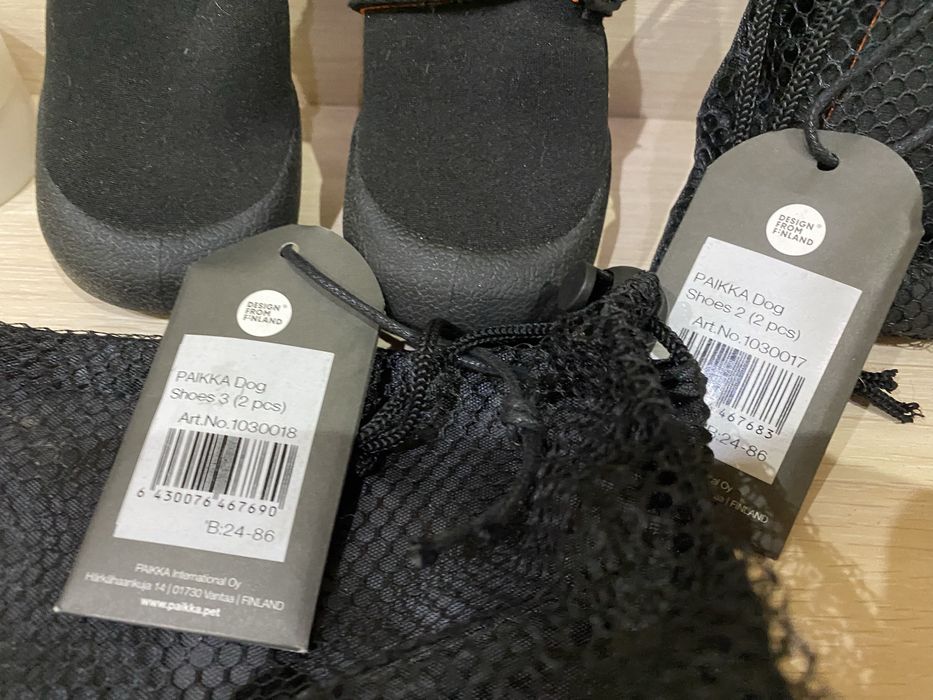 DESIGN®
FROM
FINLAND
PAIKKA Dog
Shoes 3 (2 pcs)
Art.No.1030018
6 430076 467690
B:24-86
PAIKKA International Oy
Härkähaankuja 14 | 01730 Vantaa | FINLAND
www.paikka.pet
DESIGN®
FROM
FINLAND
PAIKKA Dog
Shoes 2 (2 pcs)
Art.No.1030017
467683
B:24-86
Oy
FINLAND